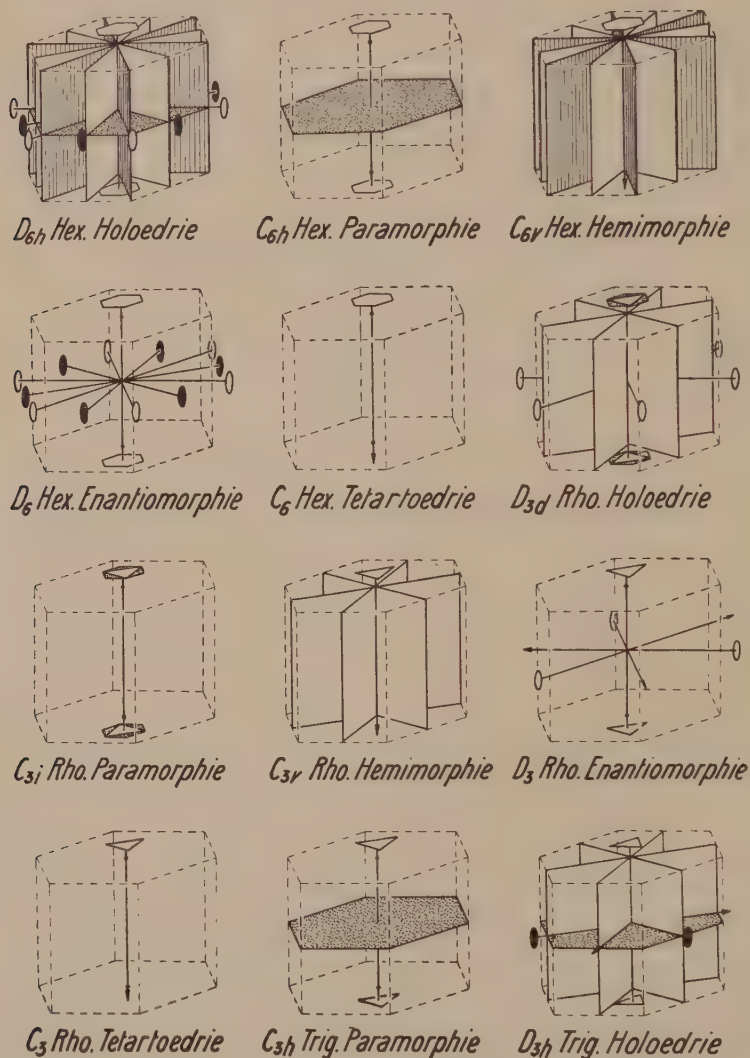 D6h Hex. Holoedrie
C6h Hex. Paramorphie
C6v Hex. Hemimorphie
D6 Hex. Enantiomorphie
C6 Hex. Tetartoedrie
D3d Rho. Holoedrie
C3i Rho. Paramorphie
C3v Rho. Hemimorphie
D3 Rho. Enantiomorphie
C3 Rho. Tetartoedrie
C3h Trig. Paramorphie
D3h Trig. Holoedrie